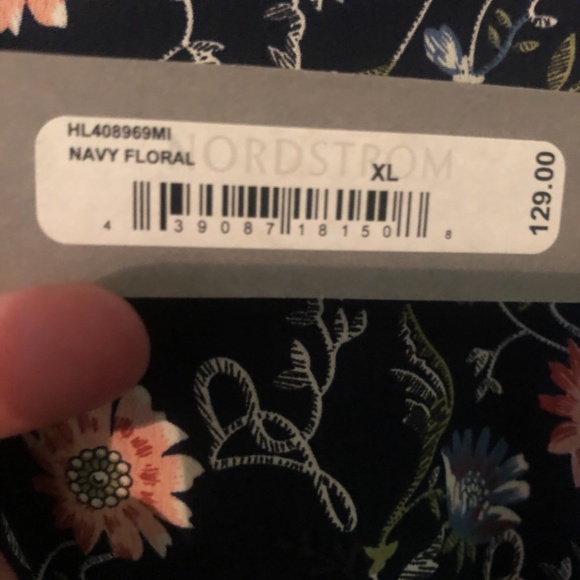 HL408969MI
NORDSTROM
NAVY FLORAL
XL
4 39087 18150 8
129.00